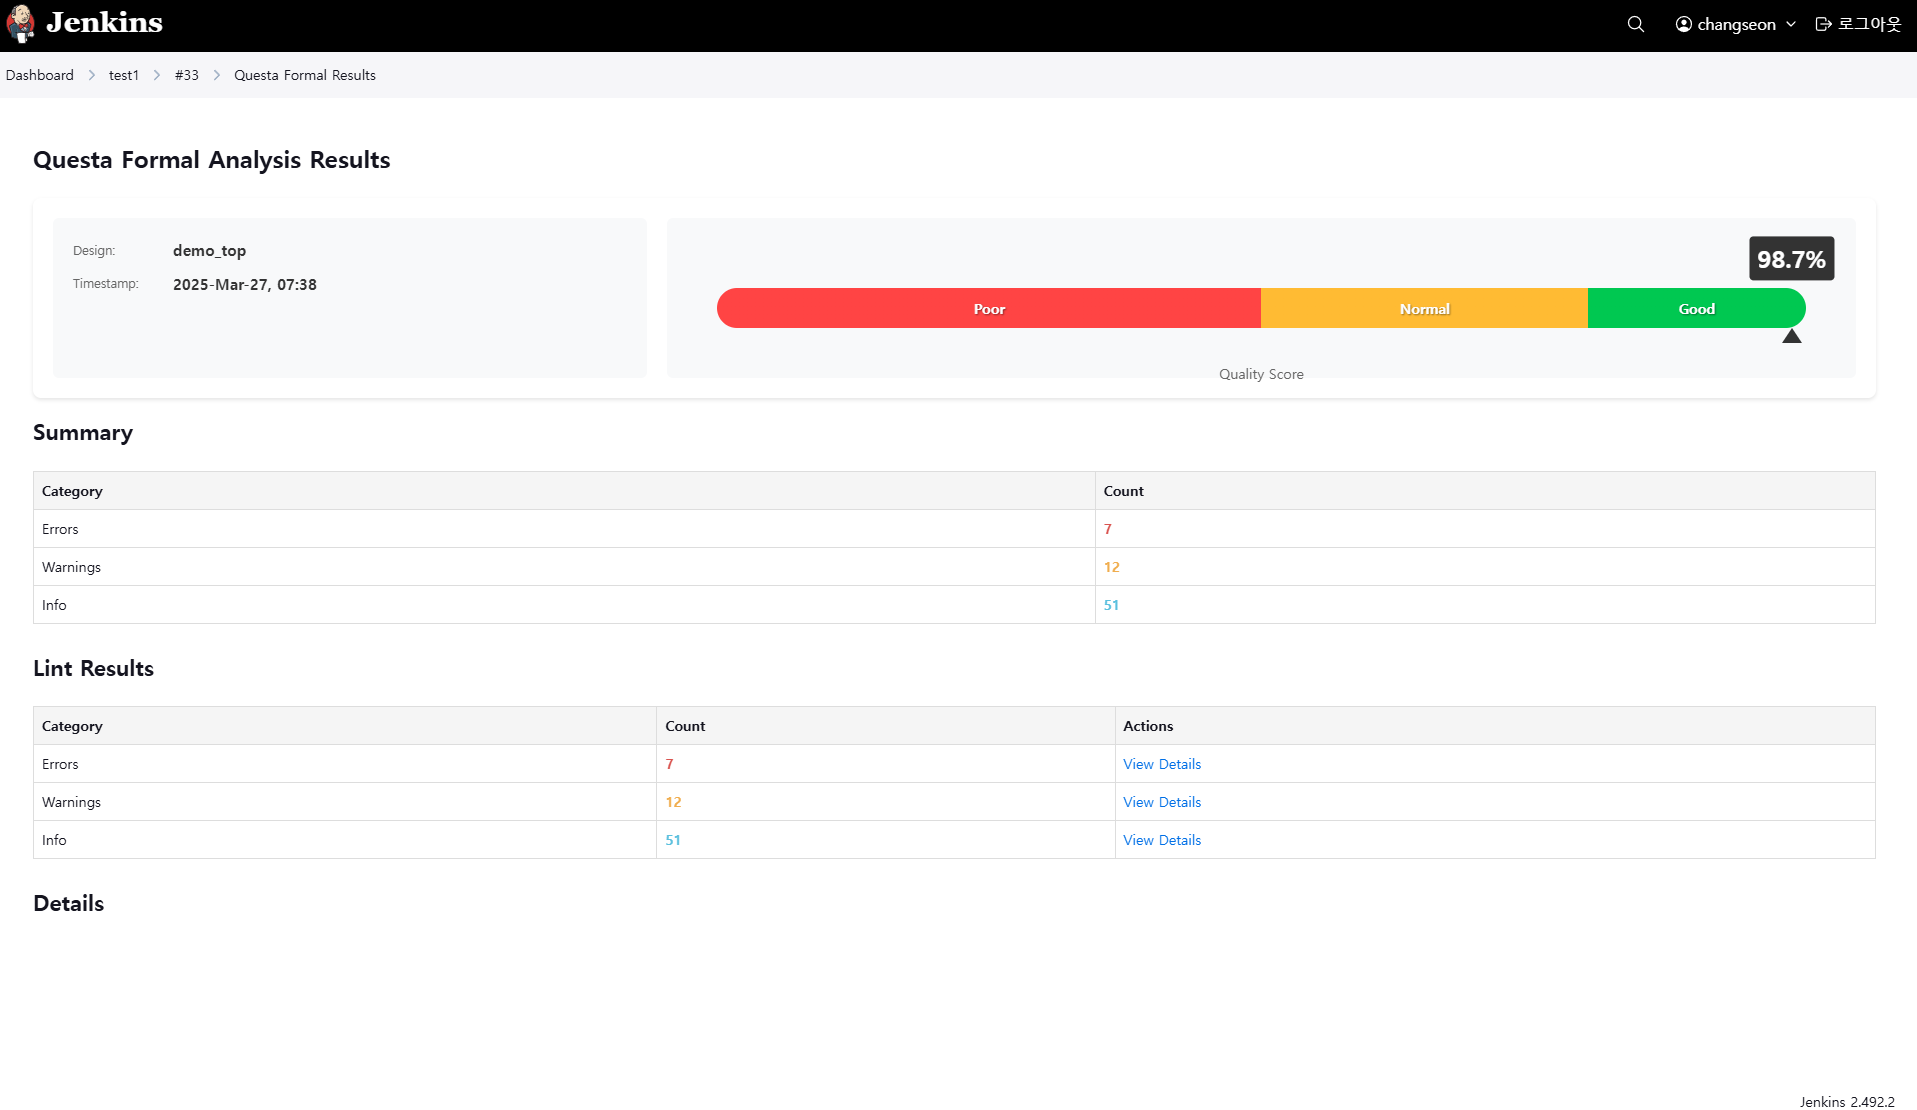 Jenkins
changseon
로그아웃
Dashboard > test1 > #33 > Questa Formal Results
Questa Formal Analysis Results
Design: demo_top
Timestamp: 2025-Mar-27, 07:38
98.7%
Poor Normal Good
Quality Score
Summary
Category Count
Errors 7
Warnings 12
Info 51
Lint Results
Category Count Actions
Errors 7 View Details
Warnings 12 View Details
Info 51 View Details
Details
Jenkins 2.492.2